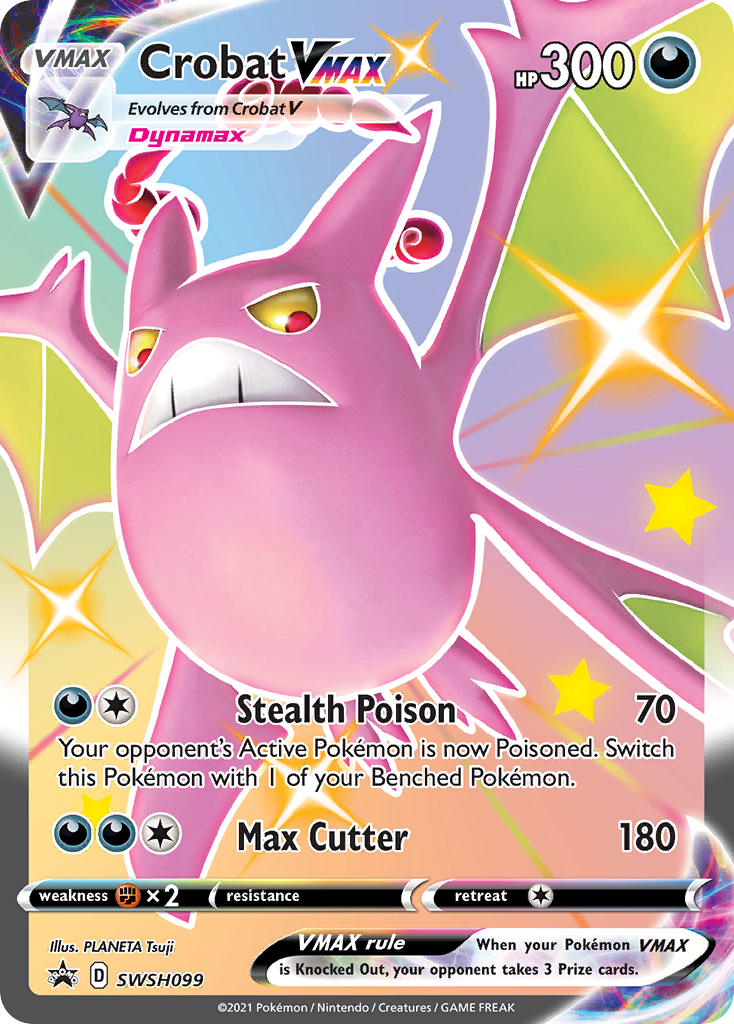 VMAX
Crobat VMAX
HP300
Evolves from Crobat V
Dynamax
Stealth Poison 70
Your opponent's Active Pokémon is now Poisoned. Switch
this Pokémon with 1 of your Benched Pokémon.
Max Cutter 180
weakness ×2 resistance retreat
Illus. PLANETA Tsuji
VMAX rule When your Pokémon VMAX
is Knocked Out, your opponent takes 3 Prize cards.
PROMO D SWSH099
©2021 Pokémon / Nintendo / Creatures / GAME FREAK